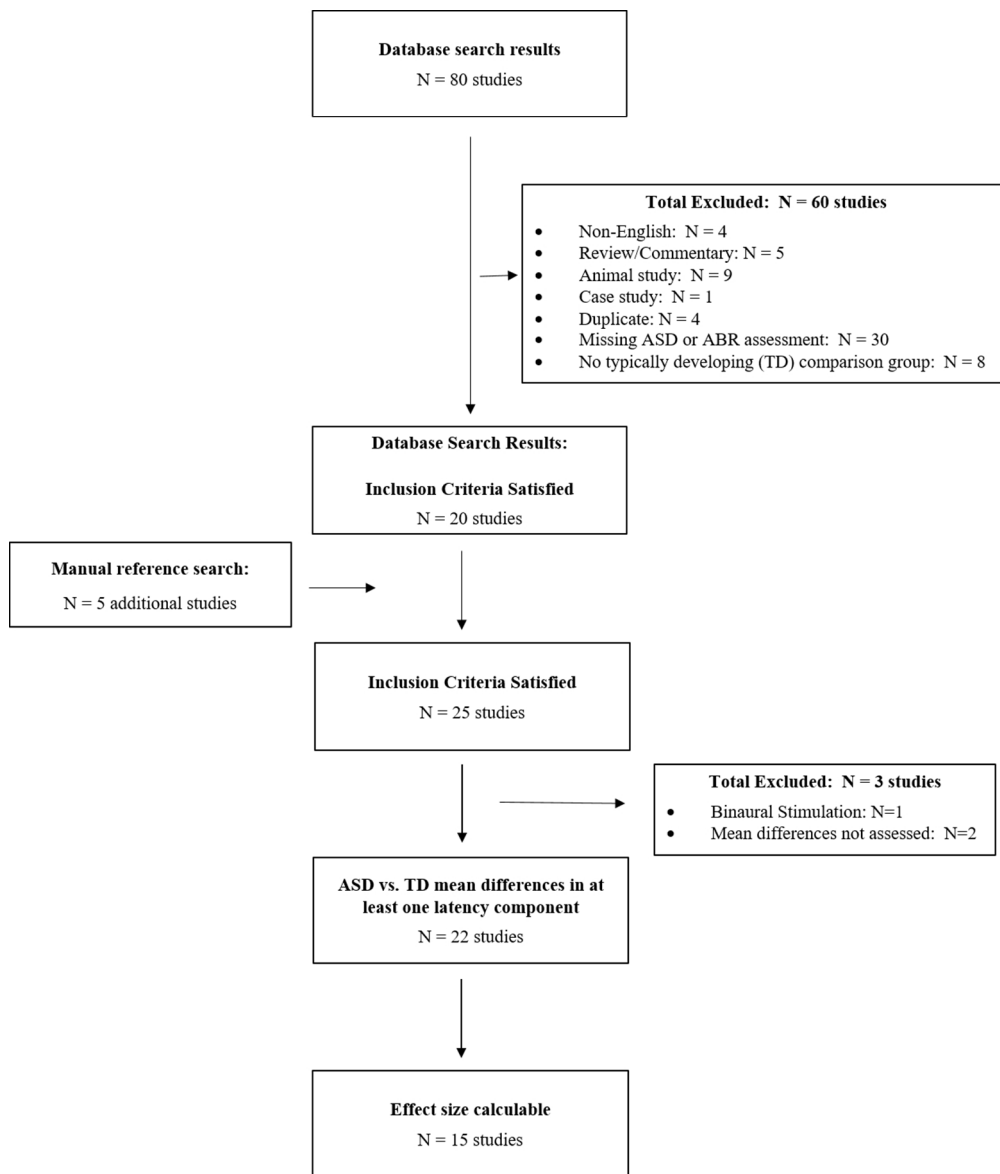 Database search results
N = 80 studies
Total Excluded:  N = 60 studies
• Non-English:  N = 4
• Review/Commentary: N = 5
• Animal study:  N = 9
• Case study:  N = 1
• Duplicate: N = 4
• Missing ASD or ABR assessment:  N = 30
• No typically developing (TD) comparison group:  N = 8
Database Search Results:
Inclusion Criteria Satisfied
N = 20 studies
Manual reference search:
N = 5 additional studies
Inclusion Criteria Satisfied
N = 25 studies
Total Excluded:  N = 3 studies
• Binaural Stimulation: N=1
• Mean differences not assessed:  N=2
ASD vs. TD mean differences in at
least one latency component
N = 22 studies
Effect size calculable
N = 15 studies